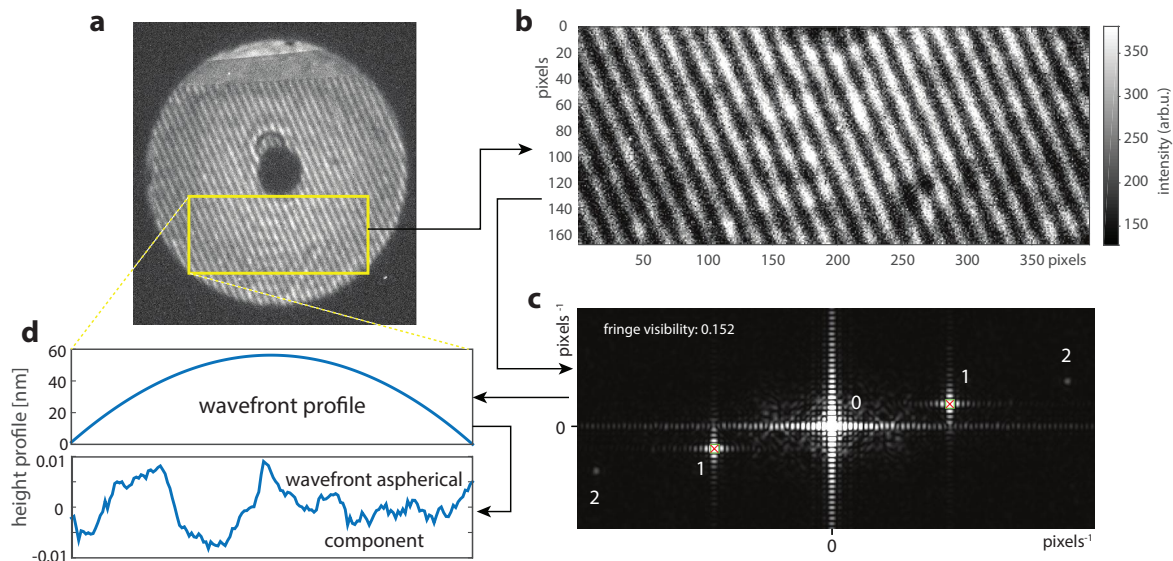 a
b
pixels
0
20
40
60
80
100
120
140
160
50
100
150
200
250
300
350 pixels
350
300
250
200
150
intensity (arb.u.)
c
pixels⁻¹
fringe visibility: 0.152
2
1
0
0
1
2
0
pixels⁻¹
d
height profile [nm]
60
40
20
0
wavefront profile
0.01
0
-0.01
wavefront aspherical
component